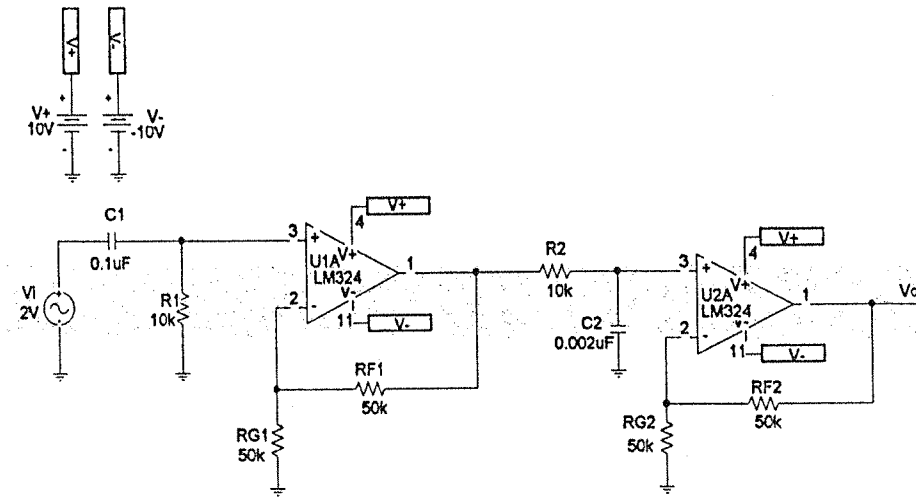 V+
V-
+
+
V+
10V
V-
-10V
-
-
C1
0.1uF
VI
2V
R1
10k
3
+
U1A
LM324
V+
4
V+
1
2
-
V-
11
V-
RF1
50k
RG1
50k
R2
10k
C2
0.002uF
3
+
U2A
LM324
V+
4
V+
1
2
-
V-
11
V-
RF2
50k
RG2
50k